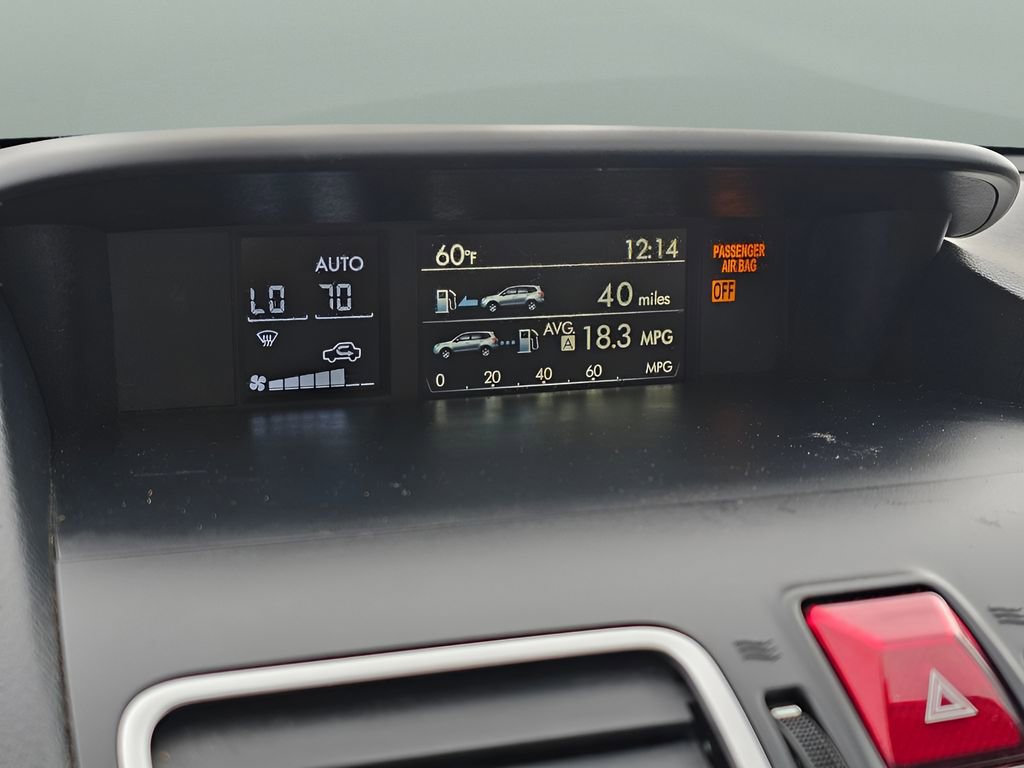 AUTO
LO 70
60°F 12:14
40 miles
AVG. A 18.3 MPG
0 20 40 60 MPG
PASSENGER
AIR BAG
OFF